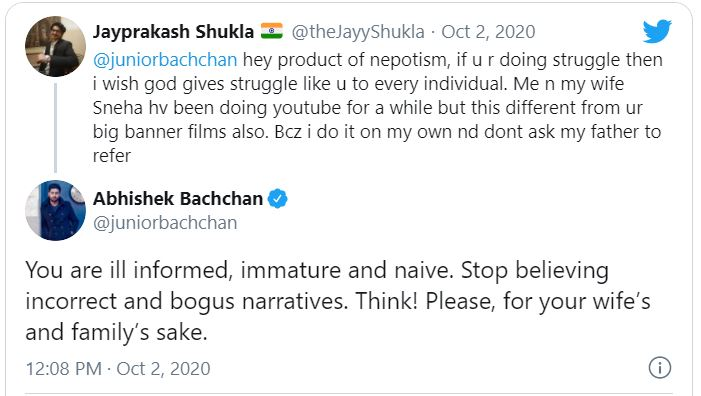 Jayprakash Shukla 🇮🇳 @theJayyShukla · Oct 2, 2020
@juniorbachchan hey product of nepotism, if u r doing struggle then
i wish god gives struggle like u to every individual. Me n my wife
Sneha hv been doing youtube for a while but this different from ur
big banner films also. Bcz i do it on my own nd dont ask my father to
refer
Abhishek Bachchan
@juniorbachchan
You are ill informed, immature and naive. Stop believing
incorrect and bogus narratives. Think! Please, for your wife's
and family's sake.
12:08 PM · Oct 2, 2020